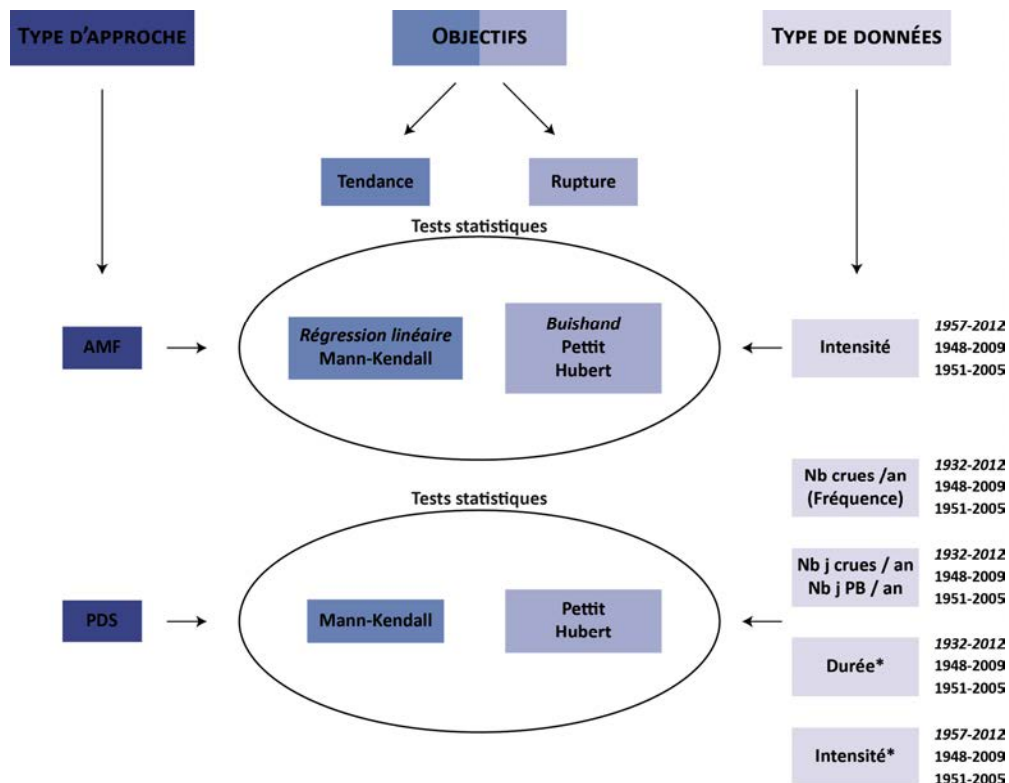 TYPE D'APPROCHE
OBJECTIFS
TYPE DE DONNÉES
Tendance
Rupture
Tests statistiques
AMF
Régression linéaire
Mann-Kendall
Buishand
Pettit
Hubert
Intensité
1957-2012
1948-2009
1951-2005
Nb crues /an
(Fréquence)
1932-2012
1948-2009
1951-2005
Tests statistiques
Nb j crues / an
Nb j PB / an
1932-2012
1948-2009
1951-2005
PDS
Mann-Kendall
Pettit
Hubert
Durée*
1932-2012
1948-2009
1951-2005
Intensité*
1957-2012
1948-2009
1951-2005